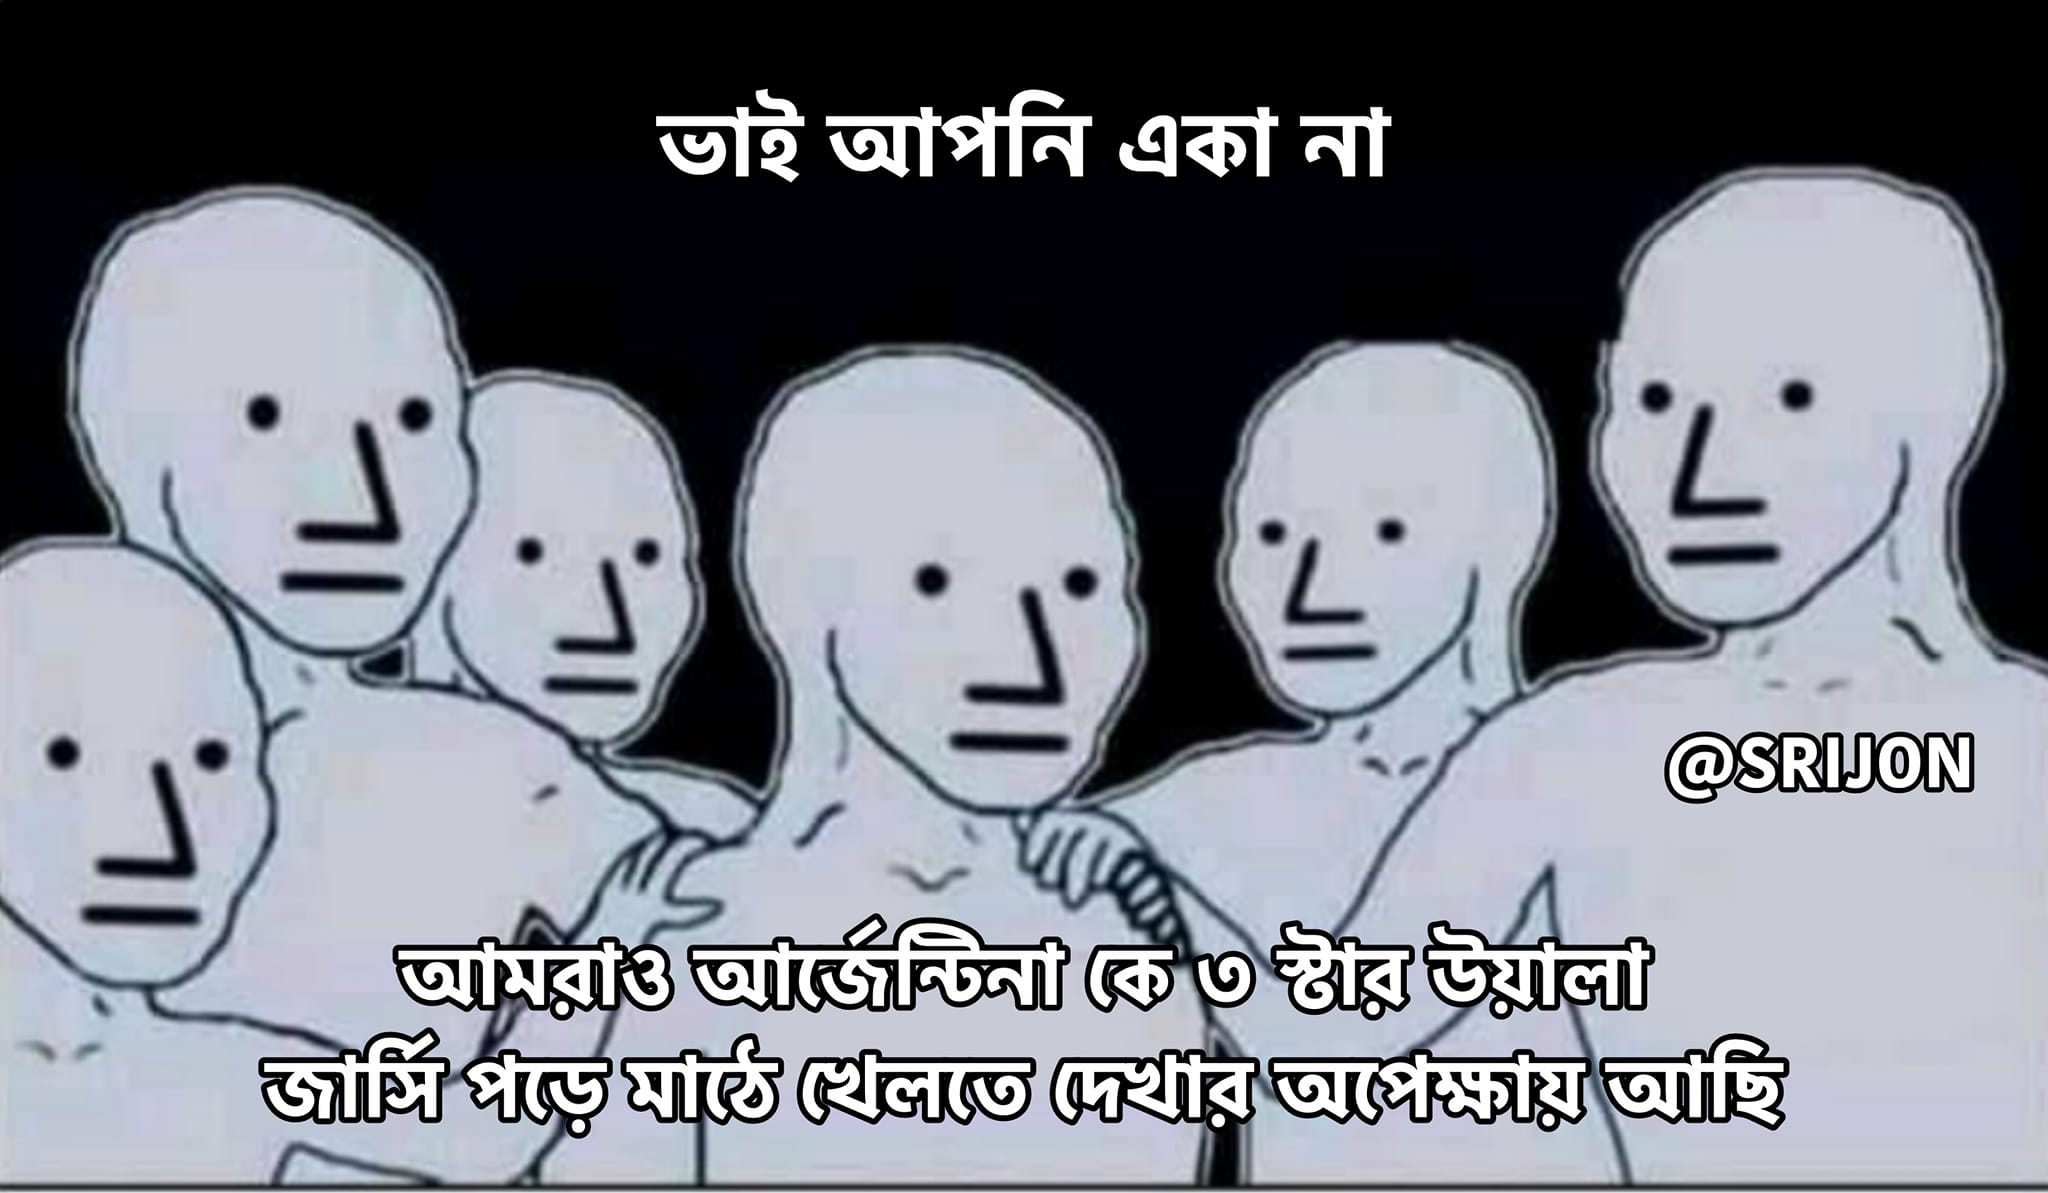 ভাই আপনি একা না
@SRIJON
আমরাও আর্জেন্টিনা কে ৩ স্টার উয়ালা
জার্সি পড়ে মাঠে খেলতে দেখার অপেক্ষায় আছি